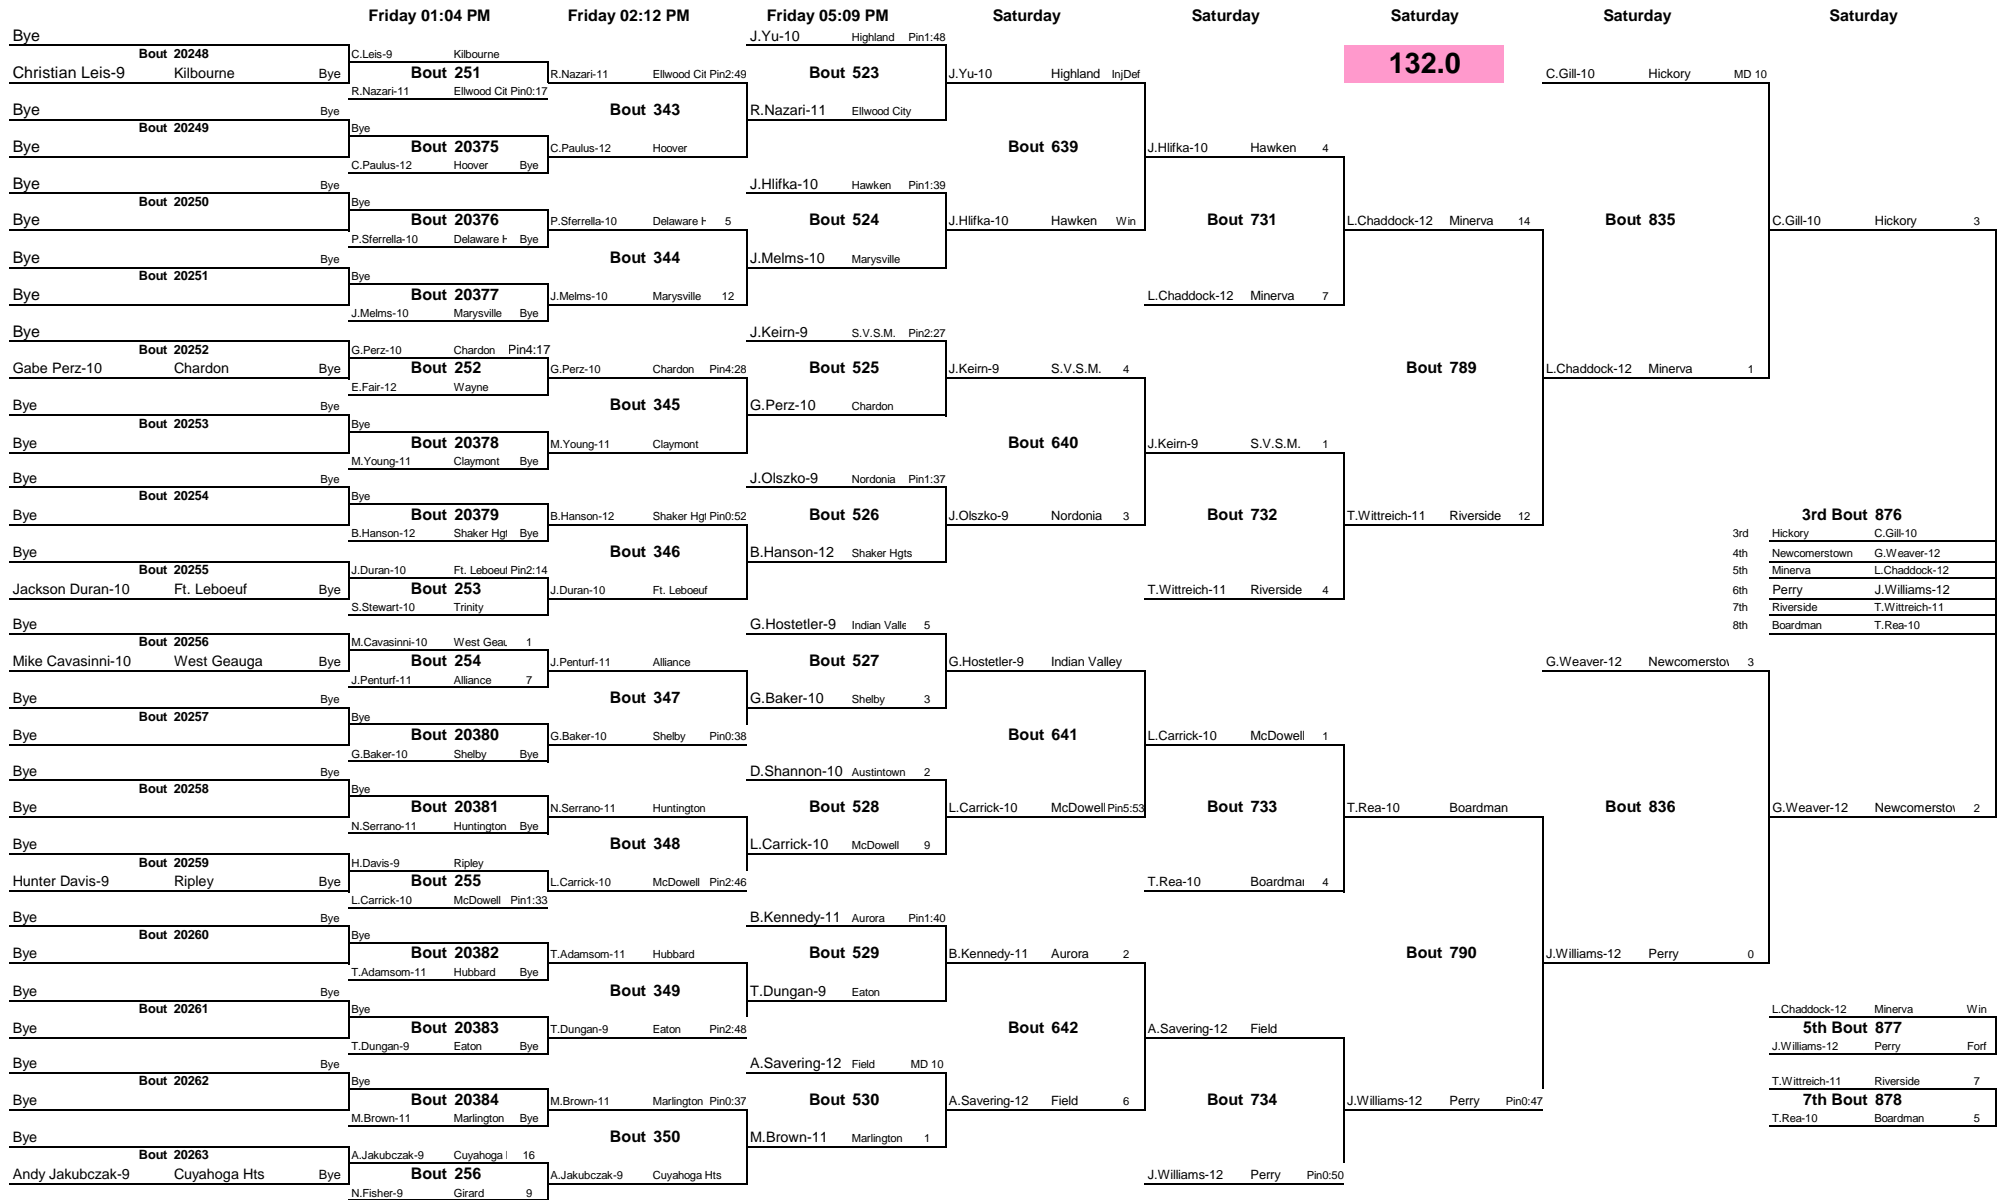 Friday 01:04 PM Friday 02:12 PM Friday 05:09 PM Saturday Saturday Saturday Saturday Saturday
132.0
Bye
Bout 20248
Christian Leis-9 Kilbourne Bye
Bye Bye
Bout 20249
Bye
Bye Bye
Bout 20250
Bye
Bye Bye
Bout 20251
Bye
Bye
Bout 20252
Gabe Perz-10 Chardon Bye
Bye Bye
Bout 20253
Bye
Bye Bye
Bout 20254
Bye
Bye
Bout 20255
Jackson Duran-10 Ft. Leboeuf Bye
Bye
Bout 20256
Mike Cavasinni-10 West Geauga Bye
Bye Bye
Bout 20257
Bye
Bye Bye
Bout 20258
Bye
Bye
Bout 20259
Hunter Davis-9 Ripley Bye
Bye Bye
Bout 20260
Bye
Bye Bye
Bout 20261
Bye
Bye Bye
Bout 20262
Bye
Bye
Bout 20263
Andy Jakubczak-9 Cuyahoga Hts Bye
C.Leis-9 Kilbourne
Bout 251
R.Nazari-11 Ellwood Cit Pin0:17
Bye
Bout 20375
C.Paulus-12 Hoover Bye
Bye
Bout 20376
P.Sferrella-10 Delaware H Bye
Bye
Bout 20377
J.Melms-10 Marysville Bye
G.Perz-10 Chardon Pin4:17
Bout 252
E.Fair-12 Wayne
Bye
Bout 20378
M.Young-11 Claymont Bye
Bye
Bout 20379
B.Hanson-12 Shaker Hgt Bye
J.Duran-10 Ft. Leboeuf Pin2:14
Bout 253
S.Stewart-10 Trinity
M.Cavasinni-10 West Geau 1
Bout 254
J.Penturf-11 Alliance 7
Bye
Bout 20380
G.Baker-10 Shelby Bye
Bye
Bout 20381
N.Serrano-11 Huntington Bye
H.Davis-9 Ripley
Bout 255
L.Carrick-10 McDowell Pin1:33
Bye
Bout 20382
T.Adamsom-11 Hubbard Bye
Bye
Bout 20383
T.Dungan-9 Eaton Bye
Bye
Bout 20384
M.Brown-11 Marlington Bye
A.Jakubczak-9 Cuyahoga 16
Bout 256
N.Fisher-9 Girard 9
R.Nazari-11 Ellwood Cit Pin2:49
Bout 343
C.Paulus-12 Hoover
P.Sferrella-10 Delaware H 5
Bout 344
J.Melms-10 Marysville 12
G.Perz-10 Chardon Pin4:28
Bout 345
M.Young-11 Claymont
B.Hanson-12 Shaker Hgt Pin0:52
Bout 346
J.Duran-10 Ft. Leboeuf
J.Penturf-11 Alliance
Bout 347
G.Baker-10 Shelby Pin0:38
N.Serrano-11 Huntington
Bout 348
L.Carrick-10 McDowell Pin2:46
T.Adamsom-11 Hubbard
Bout 349
T.Dungan-9 Eaton Pin2:48
M.Brown-11 Marlington Pin0:37
Bout 350
A.Jakubczak-9 Cuyahoga Hts
J.Yu-10 Highland Pin1:48
Bout 523
R.Nazari-11 Ellwood City
J.Hlifka-10 Hawken Pin1:39
Bout 524
J.Melms-10 Marysville
J.Keirn-9 S.V.S.M. Pin2:27
Bout 525
G.Perz-10 Chardon
J.Olszko-9 Nordonia Pin1:37
Bout 526
B.Hanson-12 Shaker Hgts
G.Hostetler-9 Indian Valle 5
Bout 527
G.Baker-10 Shelby 3
D.Shannon-10 Austintown 2
Bout 528
L.Carrick-10 McDowell 9
B.Kennedy-11 Aurora Pin1:40
Bout 529
T.Dungan-9 Eaton
A.Savering-12 Field MD 10
Bout 530
M.Brown-11 Marlington 1
J.Yu-10 Highland InjDef
Bout 639
J.Hlifka-10 Hawken Win
J.Keirn-9 S.V.S.M. 4
Bout 640
J.Olszko-9 Nordonia 3
G.Hostetler-9 Indian Valley
Bout 641
L.Carrick-10 McDowell Pin5:53
B.Kennedy-11 Aurora 2
Bout 642
A.Savering-12 Field 6
J.Hlifka-10 Hawken 4
Bout 731
L.Chaddock-12 Minerva 7
J.Keirn-9 S.V.S.M. 1
Bout 732
T.Wittreich-11 Riverside 4
L.Carrick-10 McDowell 1
Bout 733
T.Rea-10 Boardman 4
A.Savering-12 Field
Bout 734
J.Williams-12 Perry Pin0:50
L.Chaddock-12 Minerva 14
Bout 789
T.Wittreich-11 Riverside 12
T.Rea-10 Boardman
Bout 790
J.Williams-12 Perry Pin0:47
C.Gill-10 Hickory MD 10
Bout 835
L.Chaddock-12 Minerva 1
G.Weaver-12 Newcomerstov 3
Bout 836
J.Williams-12 Perry 0
C.Gill-10 Hickory 3
3rd Bout 876
3rd Hickory C.Gill-10
4th Newcomerstown G.Weaver-12
5th Minerva L.Chaddock-12
6th Perry J.Williams-12
7th Riverside T.Wittreich-11
8th Boardman T.Rea-10
G.Weaver-12 Newcomerstov 2
L.Chaddock-12 Minerva Win
5th Bout 877
J.Williams-12 Perry Forf
T.Wittreich-11 Riverside 7
7th Bout 878
T.Rea-10 Boardman 5